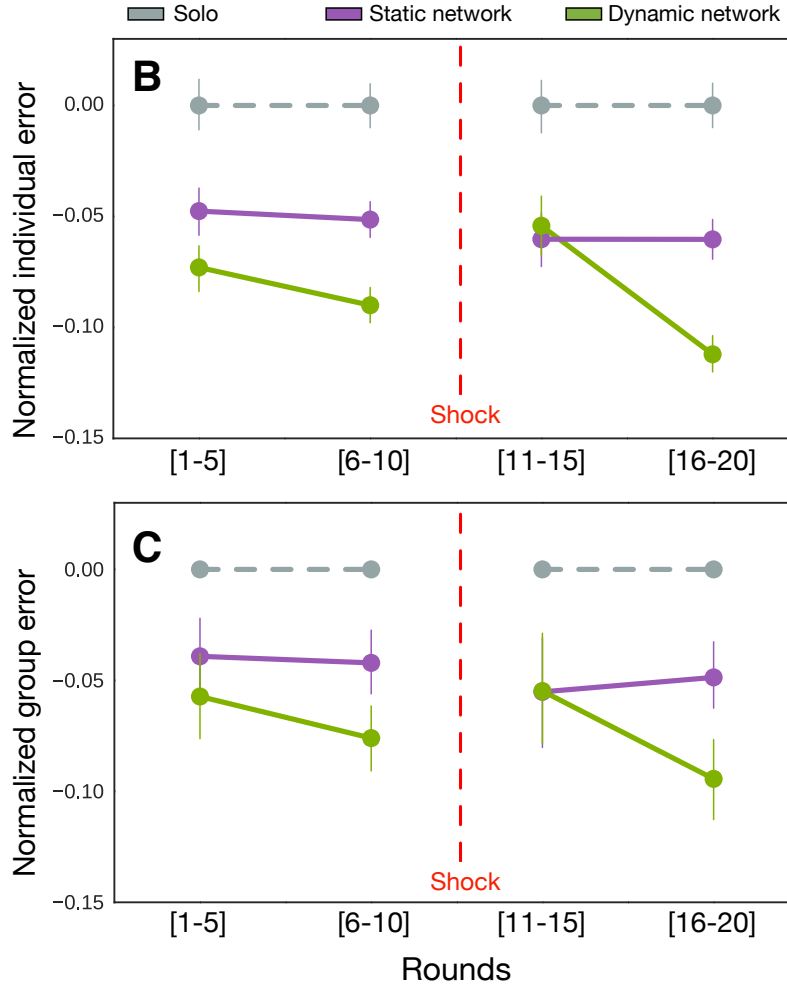 Solo Static network Dynamic network
B
Normalized individual error
0.00
−0.05
−0.10
−0.15
Shock
[1-5] [6-10] [11-15] [16-20]
C
Normalized group error
0.00
−0.05
−0.10
−0.15
Shock
[1-5] [6-10] [11-15] [16-20]
Rounds